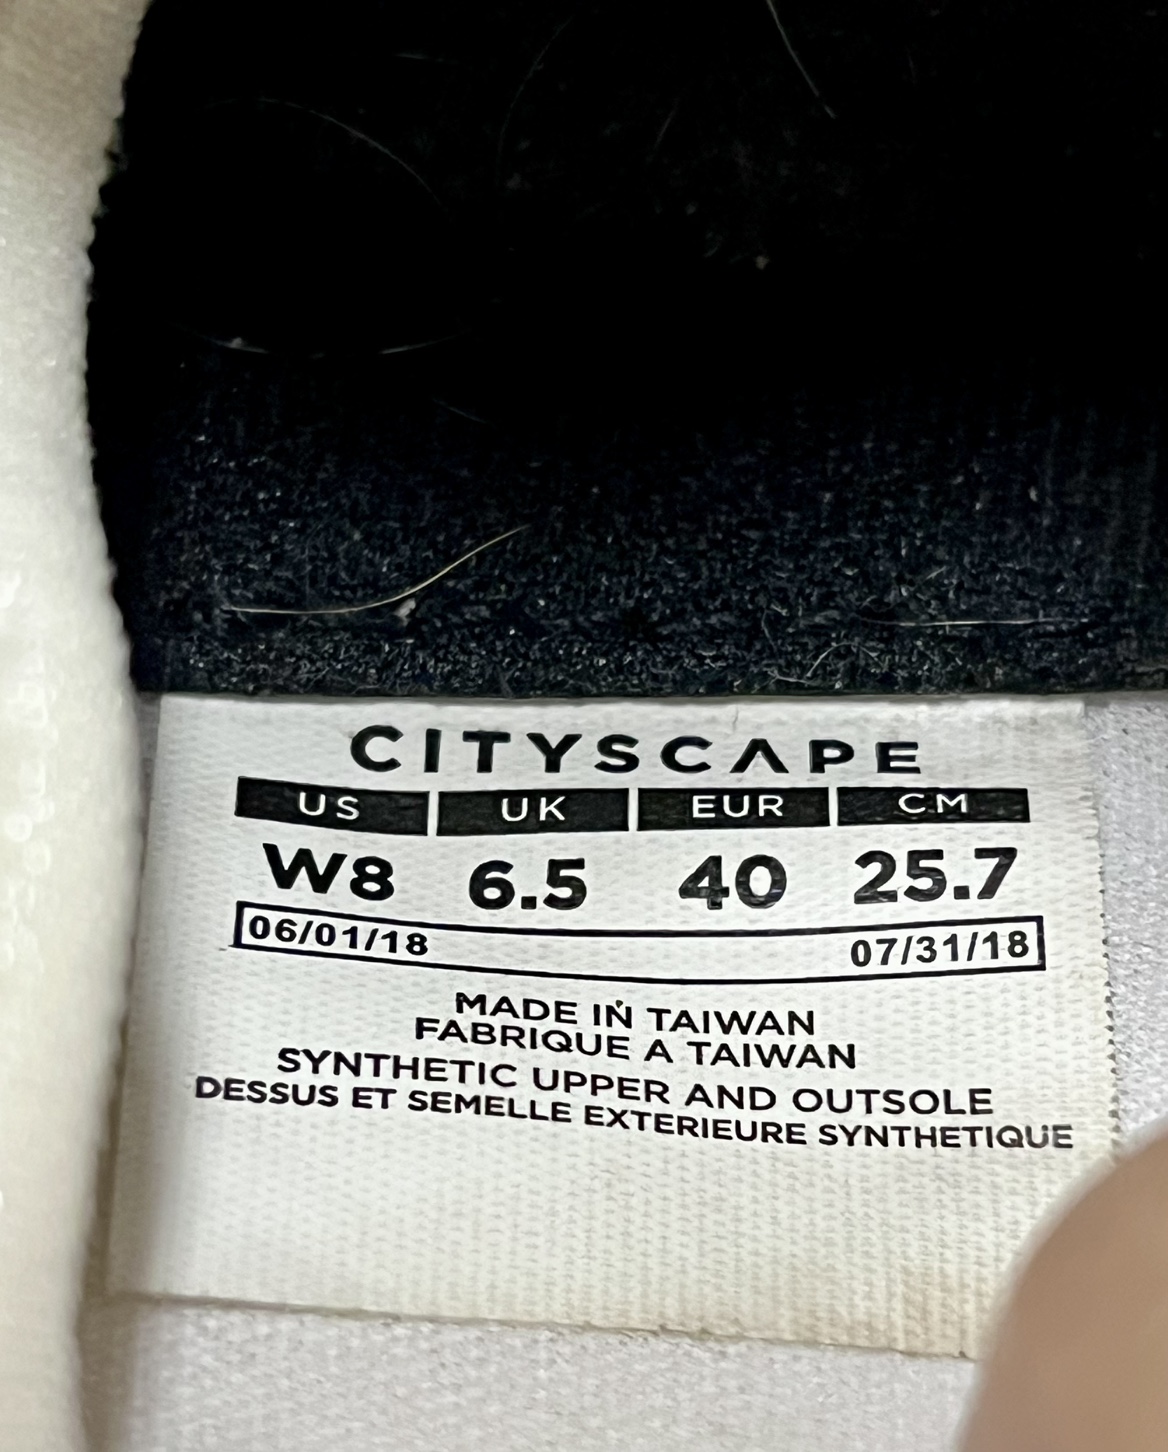 CITYSCAPE
US UK EUR CM
W8 6.5 40 25.7
06/01/18 07/31/18
MADE IN TAIWAN
FABRIQUE A TAIWAN
SYNTHETIC UPPER AND OUTSOLE
DESSUS ET SEMELLE EXTERIEURE SYNTHETIQUE